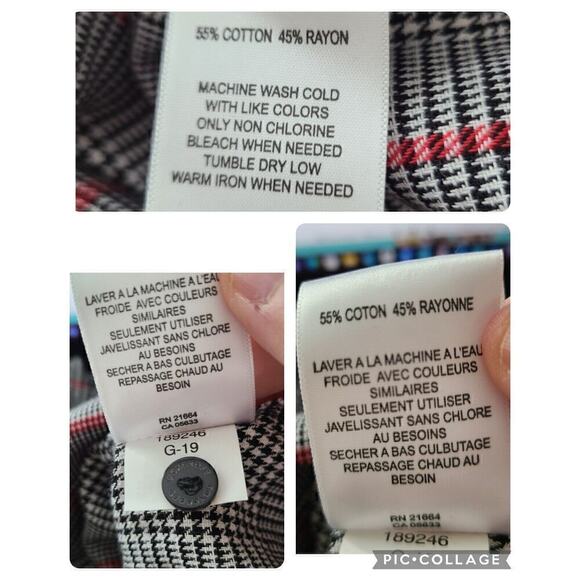 55% COTTON 45% RAYON
MACHINE WASH COLD
WITH LIKE COLORS
ONLY NON CHLORINE
BLEACH WHEN NEEDED
TUMBLE DRY LOW
WARM IRON WHEN NEEDED
LAVER A LA MACHINE A L'EAU
FROIDE AVEC COULEURS
SIMILAIRES
SEULEMENT UTILISER
JAVELISSANT SANS CHLORE
AU BESOINS
SECHER A BAS CULBUTAGE
REPASSAGE CHAUD AU
BESOIN
RN 21664
CA 05633
189246
G-19
55% COTON 45% RAYONNE
LAVER A LA MACHINE A L'EAU
FROIDE AVEC COULEURS
SIMILAIRES
SEULEMENT UTILISER
JAVELISSANT SANS CHLORE
AU BESOINS
SECHER A BAS CULBUTAGE
REPASSAGE CHAUD AU
BESOIN
RN 21664
CA 05633
189246
PIC•COLLAGE